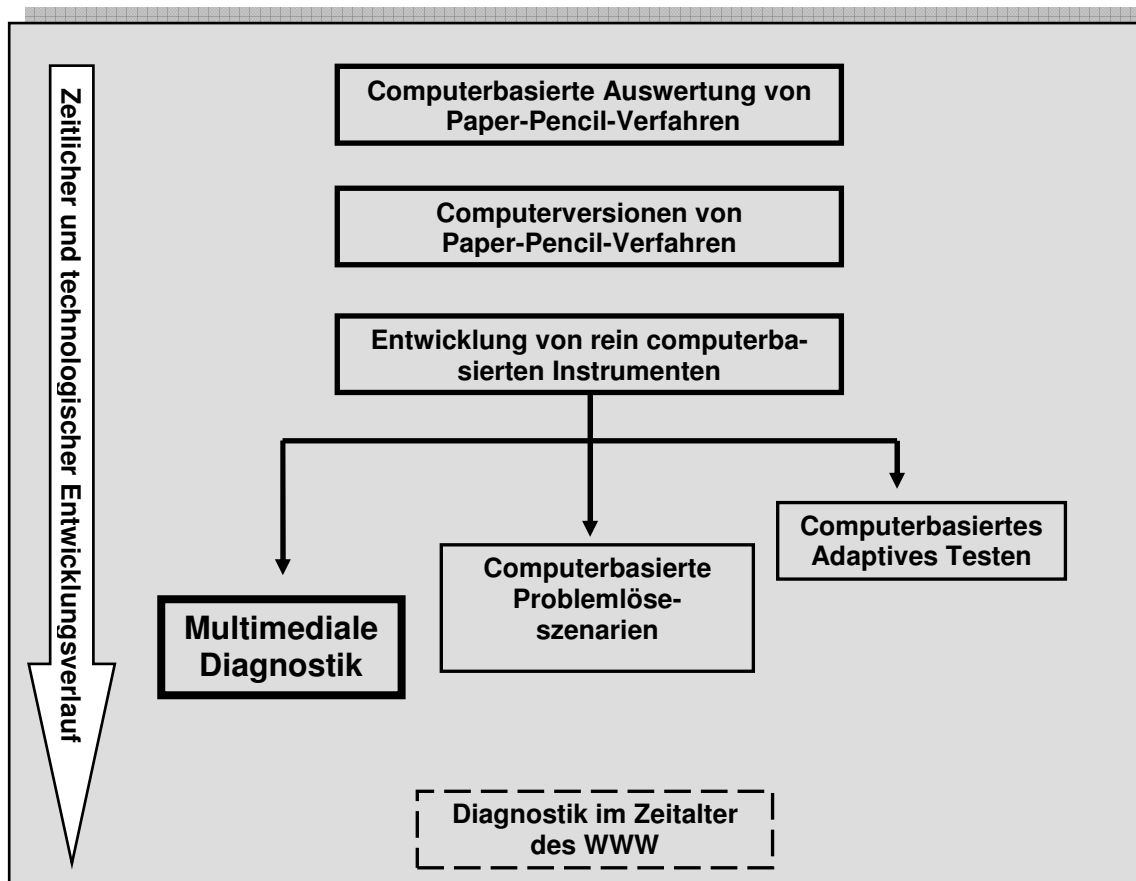 Zeitlicher und technologischer Entwicklungsverlauf
Computerbasierte Auswertung von
Paper-Pencil-Verfahren
Computerversionen von
Paper-Pencil-Verfahren
Entwicklung von rein computerba-
sierten Instrumenten
Multimediale
Diagnostik
Computerbasierte
Problemlöse-
szenarien
Computerbasiertes
Adaptives Testen
Diagnostik im Zeitalter
des WWW